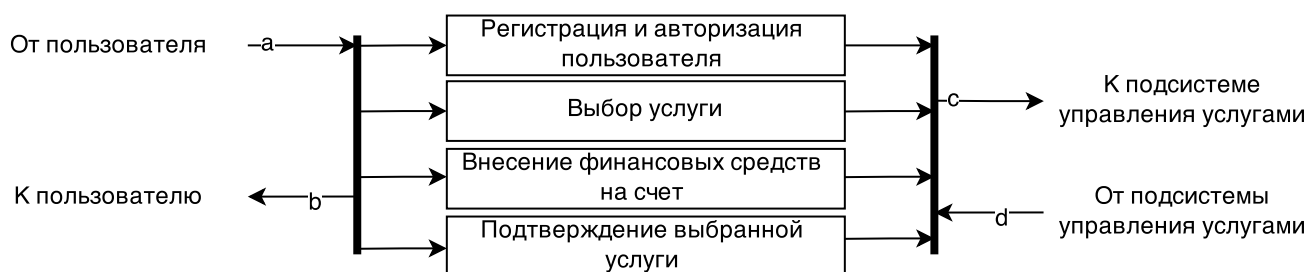 От пользователя
a
Регистрация и авторизация
пользователя
Выбор услуги
c
К подсистеме
управления услугами
К пользователю
b
Внесение финансовых средств
на счет
Подтверждение выбранной
услуги
d
От подсистемы
управления услугами